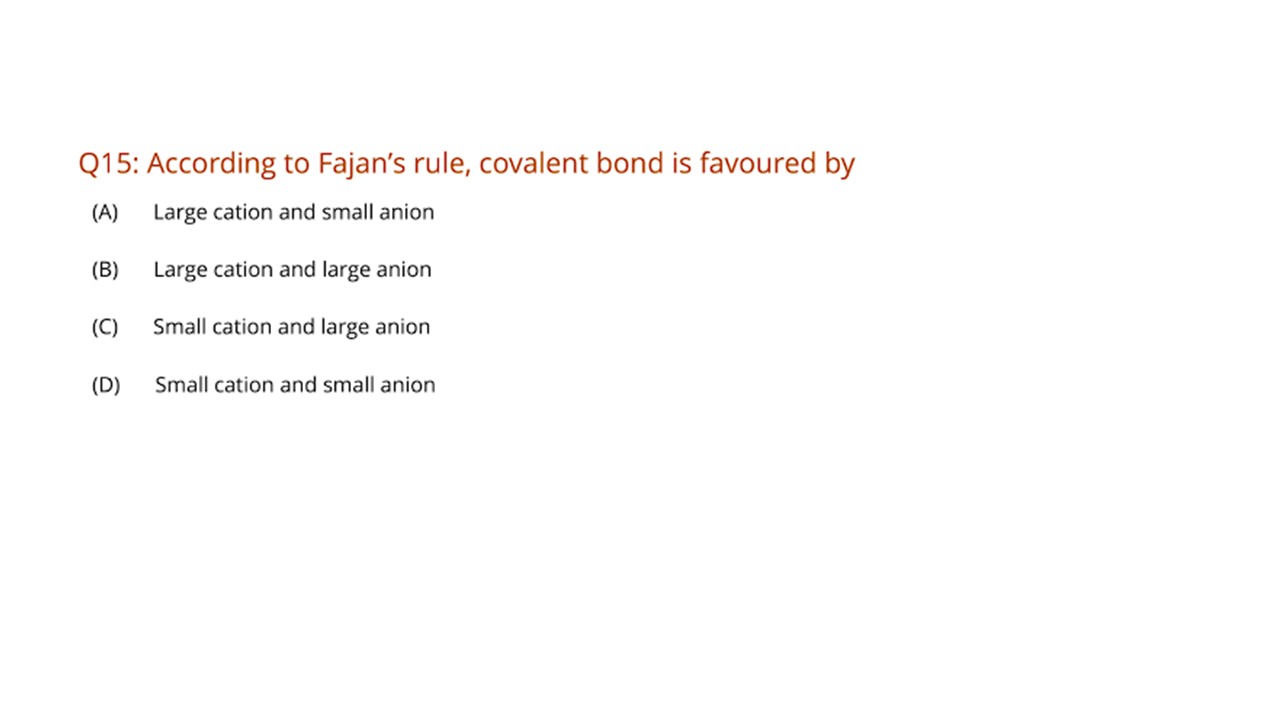 Q15: According to Fajan’s rule, covalent bond is favoured by
(A) Large cation and small anion
(B) Large cation and large anion
(C) Small cation and large anion
(D) Small cation and small anion